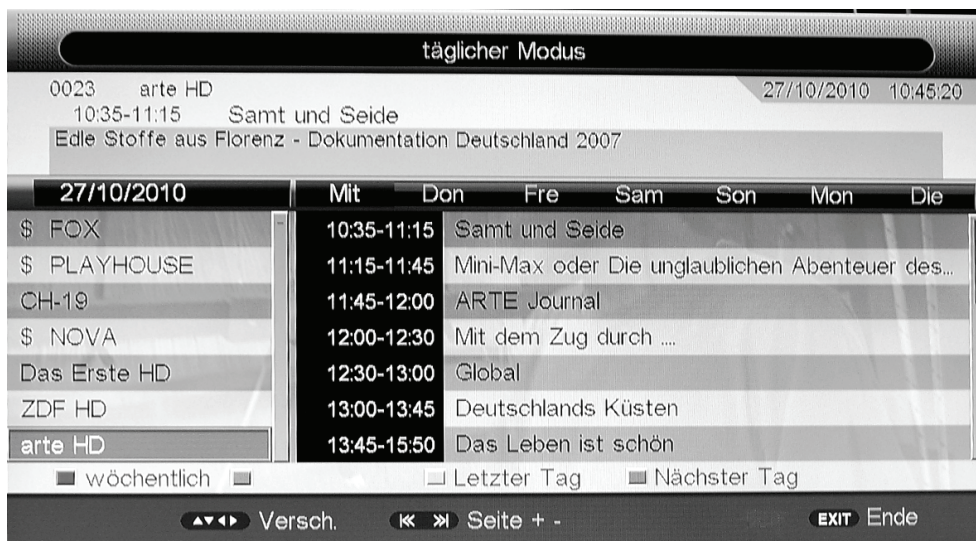 täglicher Modus
0023 arte HD 27/10/2010 10:45:20
10:35-11:15 Samt und Seide
Edle Stoffe aus Florenz - Dokumentation Deutschland 2007
27/10/2010 Mit Don Fre Sam Son Mon Die
$ FOX 10:35-11:15 Samt und Seide
$ PLAYHOUSE 11:15-11:45 Mini-Max oder Die unglaublichen Abenteuer des...
CH-19 11:45-12:00 ARTE Journal
$ NOVA 12:00-12:30 Mit dem Zug durch ....
Das Erste HD 12:30-13:00 Global
ZDF HD 13:00-13:45 Deutschlands Küsten
arte HD 13:45-15:50 Das Leben ist schön
wöchentlich Letzter Tag Nächster Tag
Versch. Seite + - EXIT Ende